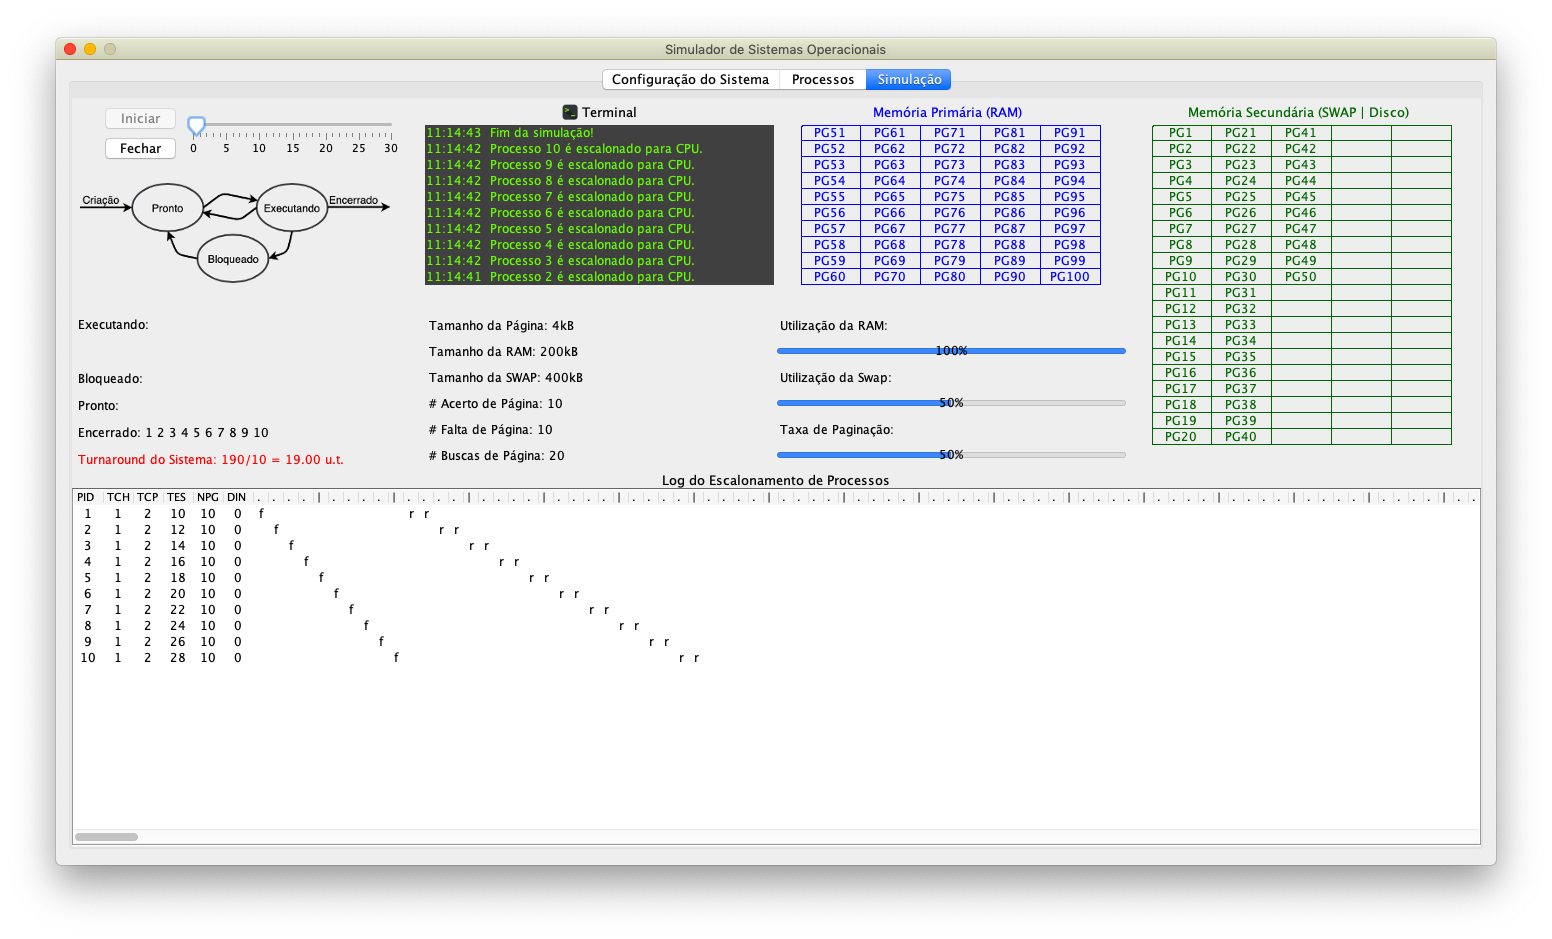 Simulador de Sistemas Operacionais
Configuração do Sistema Processos Simulação
Iniciar
Fechar
0 5 10 15 20 25 30
Criação
Pronto
Executando
Encerrado
Bloqueado
Terminal
11:14:43 Fim da simulação!
11:14:42 Processo 10 é escalonado para CPU.
11:14:42 Processo 9 é escalonado para CPU.
11:14:42 Processo 8 é escalonado para CPU.
11:14:42 Processo 7 é escalonado para CPU.
11:14:42 Processo 6 é escalonado para CPU.
11:14:42 Processo 5 é escalonado para CPU.
11:14:42 Processo 4 é escalonado para CPU.
11:14:42 Processo 3 é escalonado para CPU.
11:14:41 Processo 2 é escalonado para CPU.
Memória Primária (RAM)
PG51 PG61 PG71 PG81 PG91
PG52 PG62 PG72 PG82 PG92
PG53 PG63 PG73 PG83 PG93
PG54 PG64 PG74 PG84 PG94
PG55 PG65 PG75 PG85 PG95
PG56 PG66 PG76 PG86 PG96
PG57 PG67 PG77 PG87 PG97
PG58 PG68 PG78 PG88 PG98
PG59 PG69 PG79 PG89 PG99
PG60 PG70 PG80 PG90 PG100
Memória Secundária (SWAP | Disco)
PG1 PG21 PG41
PG2 PG22 PG42
PG3 PG23 PG43
PG4 PG24 PG44
PG5 PG25 PG45
PG6 PG26 PG46
PG7 PG27 PG47
PG8 PG28 PG48
PG9 PG29 PG49
PG10 PG30 PG50
PG11 PG31
PG12 PG32
PG13 PG33
PG14 PG34
PG15 PG35
PG16 PG36
PG17 PG37
PG18 PG38
PG19 PG39
PG20 PG40
Executando:
Bloqueado:
Pronto:
Encerrado: 1 2 3 4 5 6 7 8 9 10
Turnaround do Sistema: 190/10 = 19.00 u.t.
Tamanho da Página: 4kB
Tamanho da RAM: 200kB
Tamanho da SWAP: 400kB
# Acerto de Página: 10
# Falta de Página: 10
# Buscas de Página: 20
Utilização da RAM:
100%
Utilização da Swap:
50%
Taxa de Paginação:
50%
Log do Escalonamento de Processos
PID TCH TCP TES NPG DIN . . . . | . . . . | . . . . | . . . . | . . . . | . . . . | . . . . | . . . . | . . . . | . . . . | . . . . | . . . . | . . . . | . . . . | . . . . | . . . . | . .
1 1 2 10 10 0 f r r
2 1 2 12 10 0 f r r
3 1 2 14 10 0 f r r
4 1 2 16 10 0 f r r
5 1 2 18 10 0 f r r
6 1 2 20 10 0 f r r
7 1 2 22 10 0 f r r
8 1 2 24 10 0 f r r
9 1 2 26 10 0 f r r
10 1 2 28 10 0 f r r